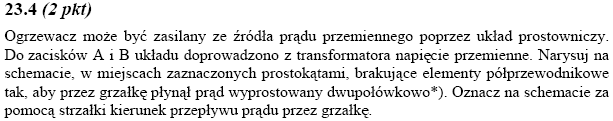 23.4 (2 pkt)
Ogrzewacz może być zasilany ze źródła prądu przemiennego poprzez układ prostowniczy.
Do zacisków A i B układu doprowadzono z transformatora napięcie przemienne. Narysuj na
schemacie, w miejscach zaznaczonych prostokątami, brakujące elementy półprzewodnikowe
tak, aby przez grzałkę płynął prąd wyprostowany dwupołówkowo*). Oznacz na schemacie za
pomocą strzałki kierunek przepływu prądu przez grzałkę.